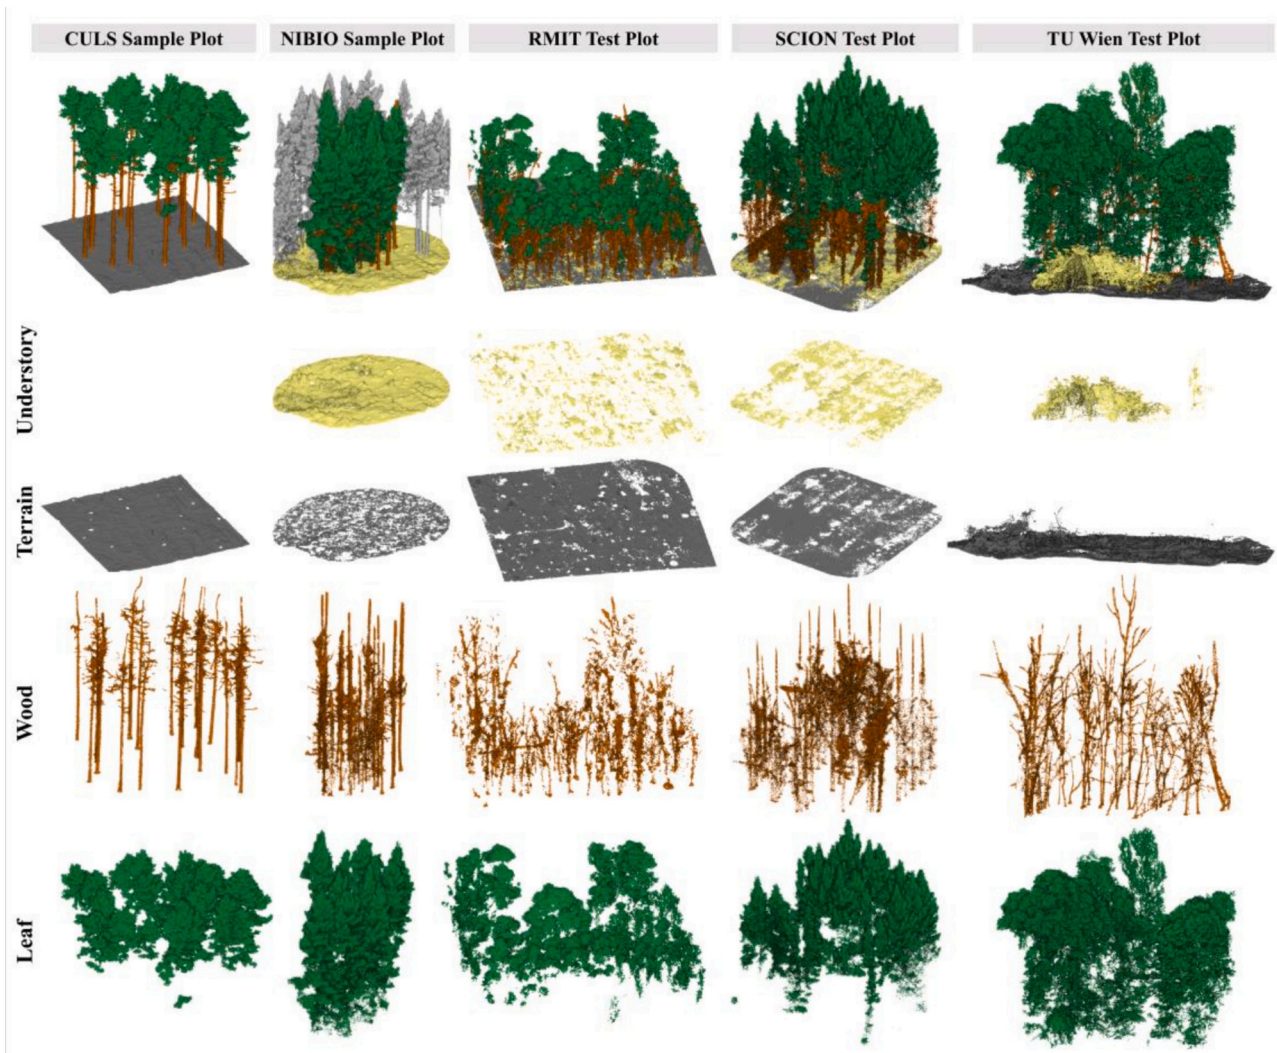 CULS Sample Plot
NIBIO Sample Plot
RMIT Test Plot
SCION Test Plot
TU Wien Test Plot
Understory
Terrain
Wood
Leaf